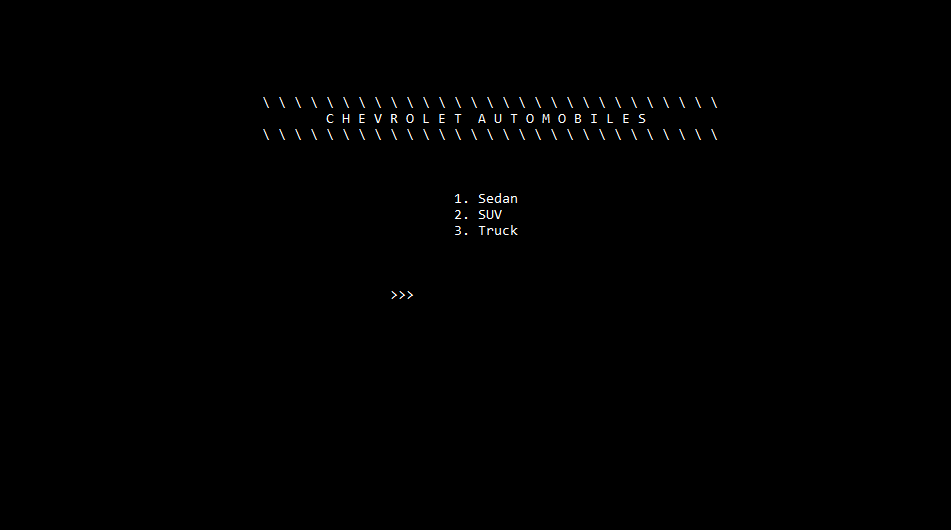 \ \ \ \ \ \ \ \ \ \ \ \ \ \ \ \ \ \ \ \ \ \ \ \ \ \ \ \ \
C H E V R O L E T  A U T O M O B I L E S
\ \ \ \ \ \ \ \ \ \ \ \ \ \ \ \ \ \ \ \ \ \ \ \ \ \ \ \ \
1. Sedan
2. SUV
3. Truck
>>>